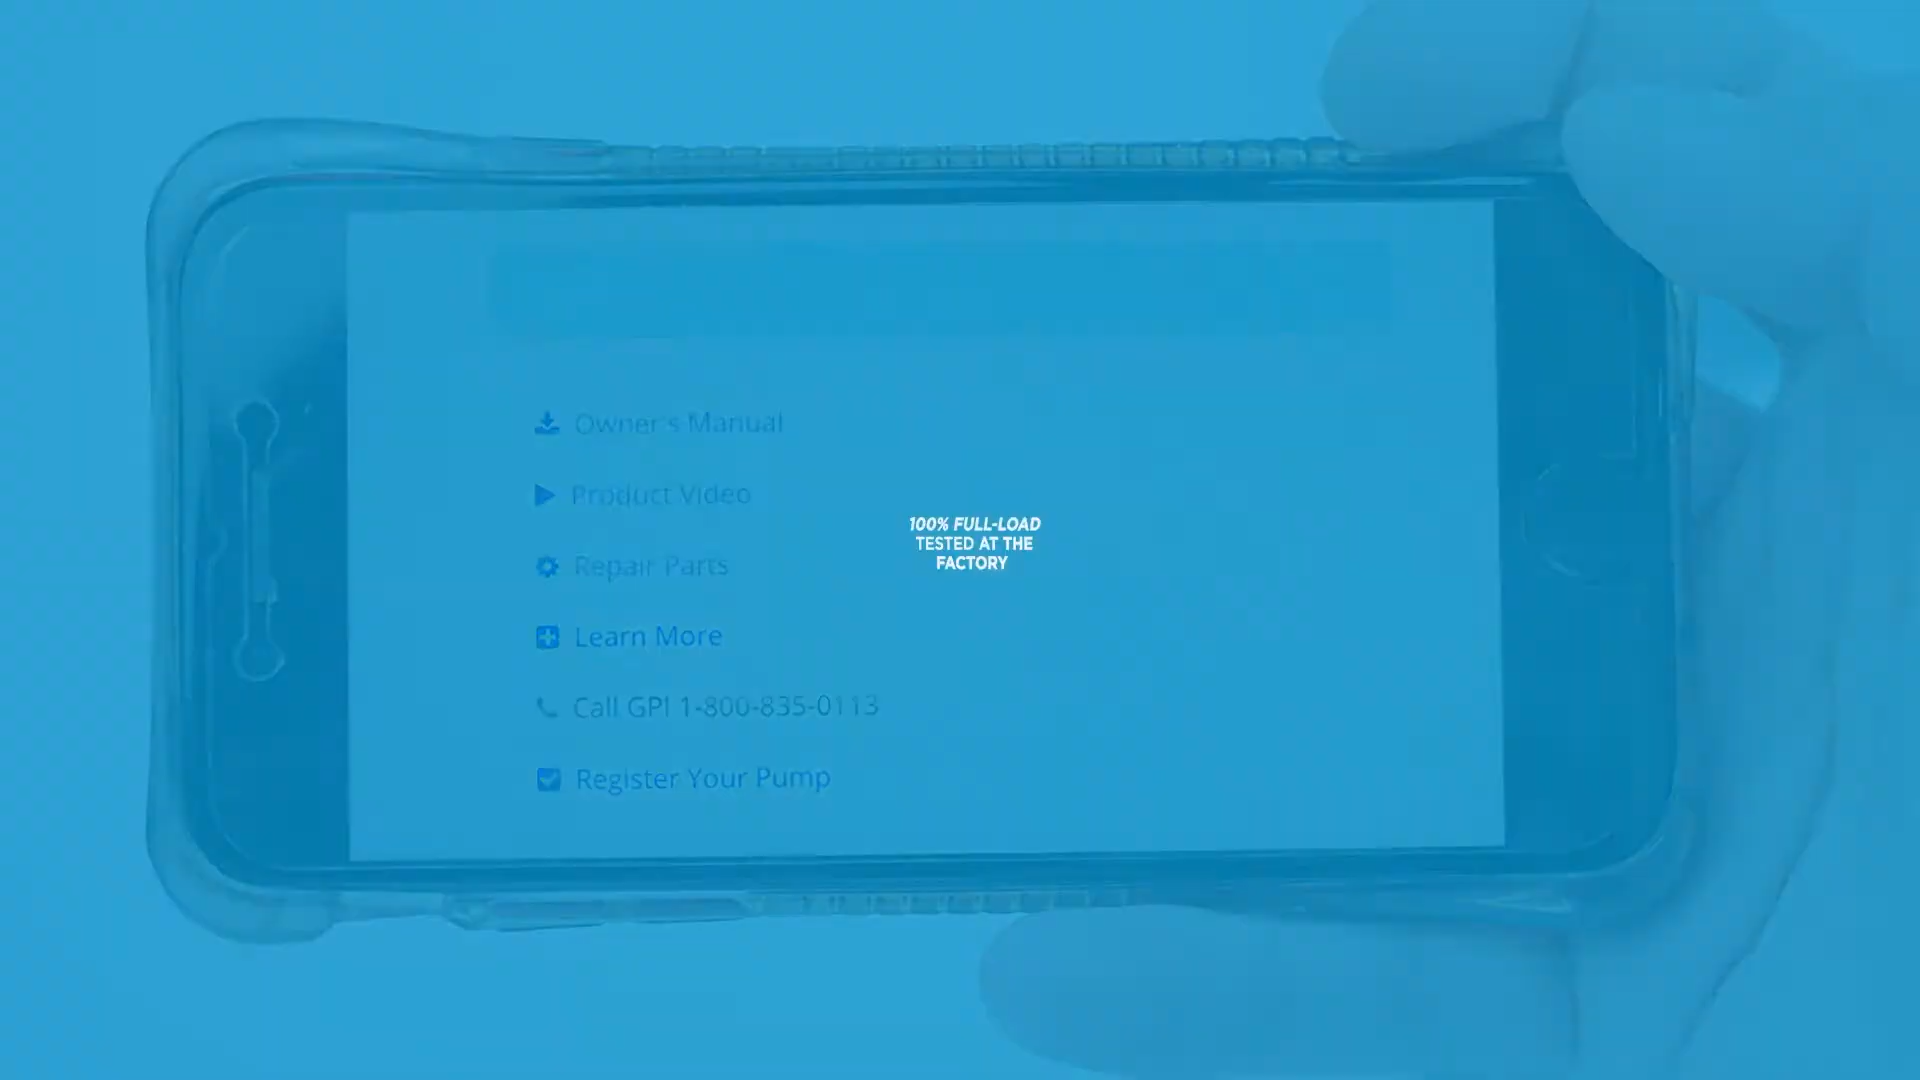 Owner's Manual
Product Video
Repair Parts
Learn More
Call GPI 1-800-835-0113
Register Your Pump
100% FULL-LOAD
TESTED AT THE
FACTORY